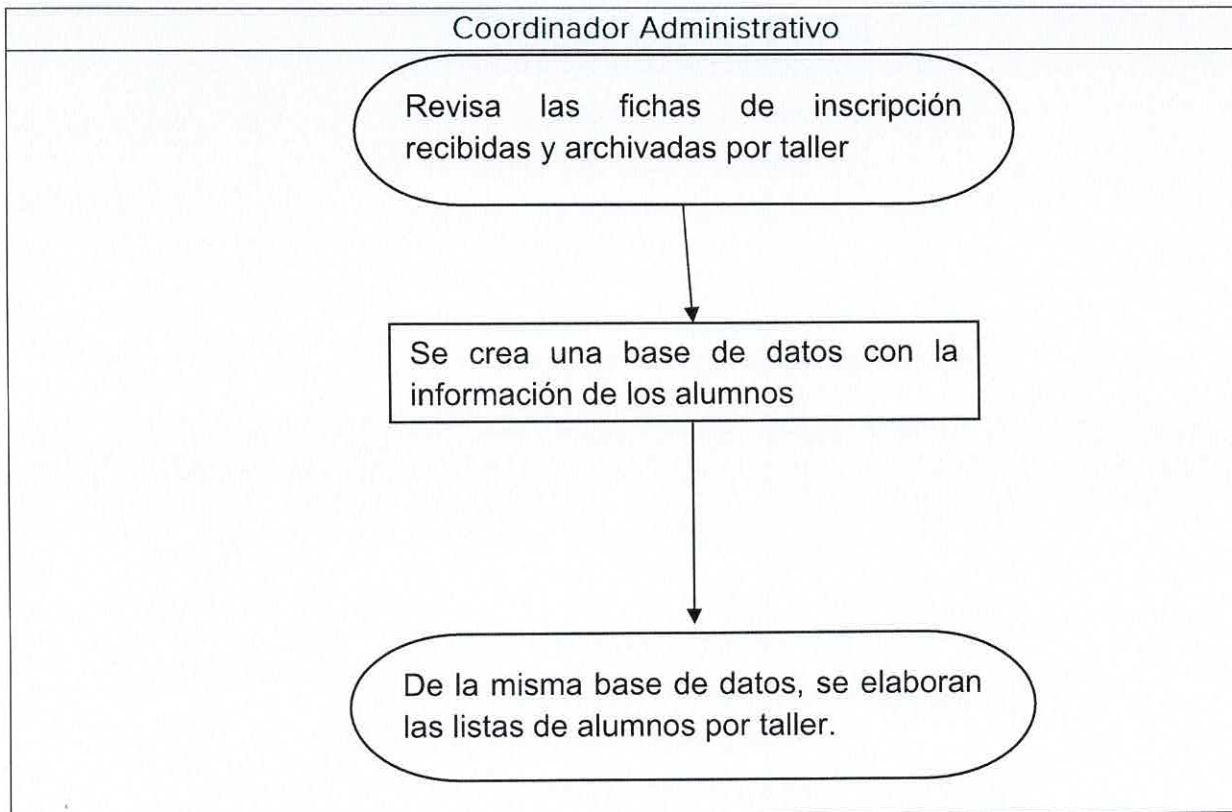 Coordinador Administrativo
Revisa las fichas de inscripción
recibidas y archivadas por taller
Se crea una base de datos con la
información de los alumnos
De la misma base de datos, se elaboran
las listas de alumnos por taller.